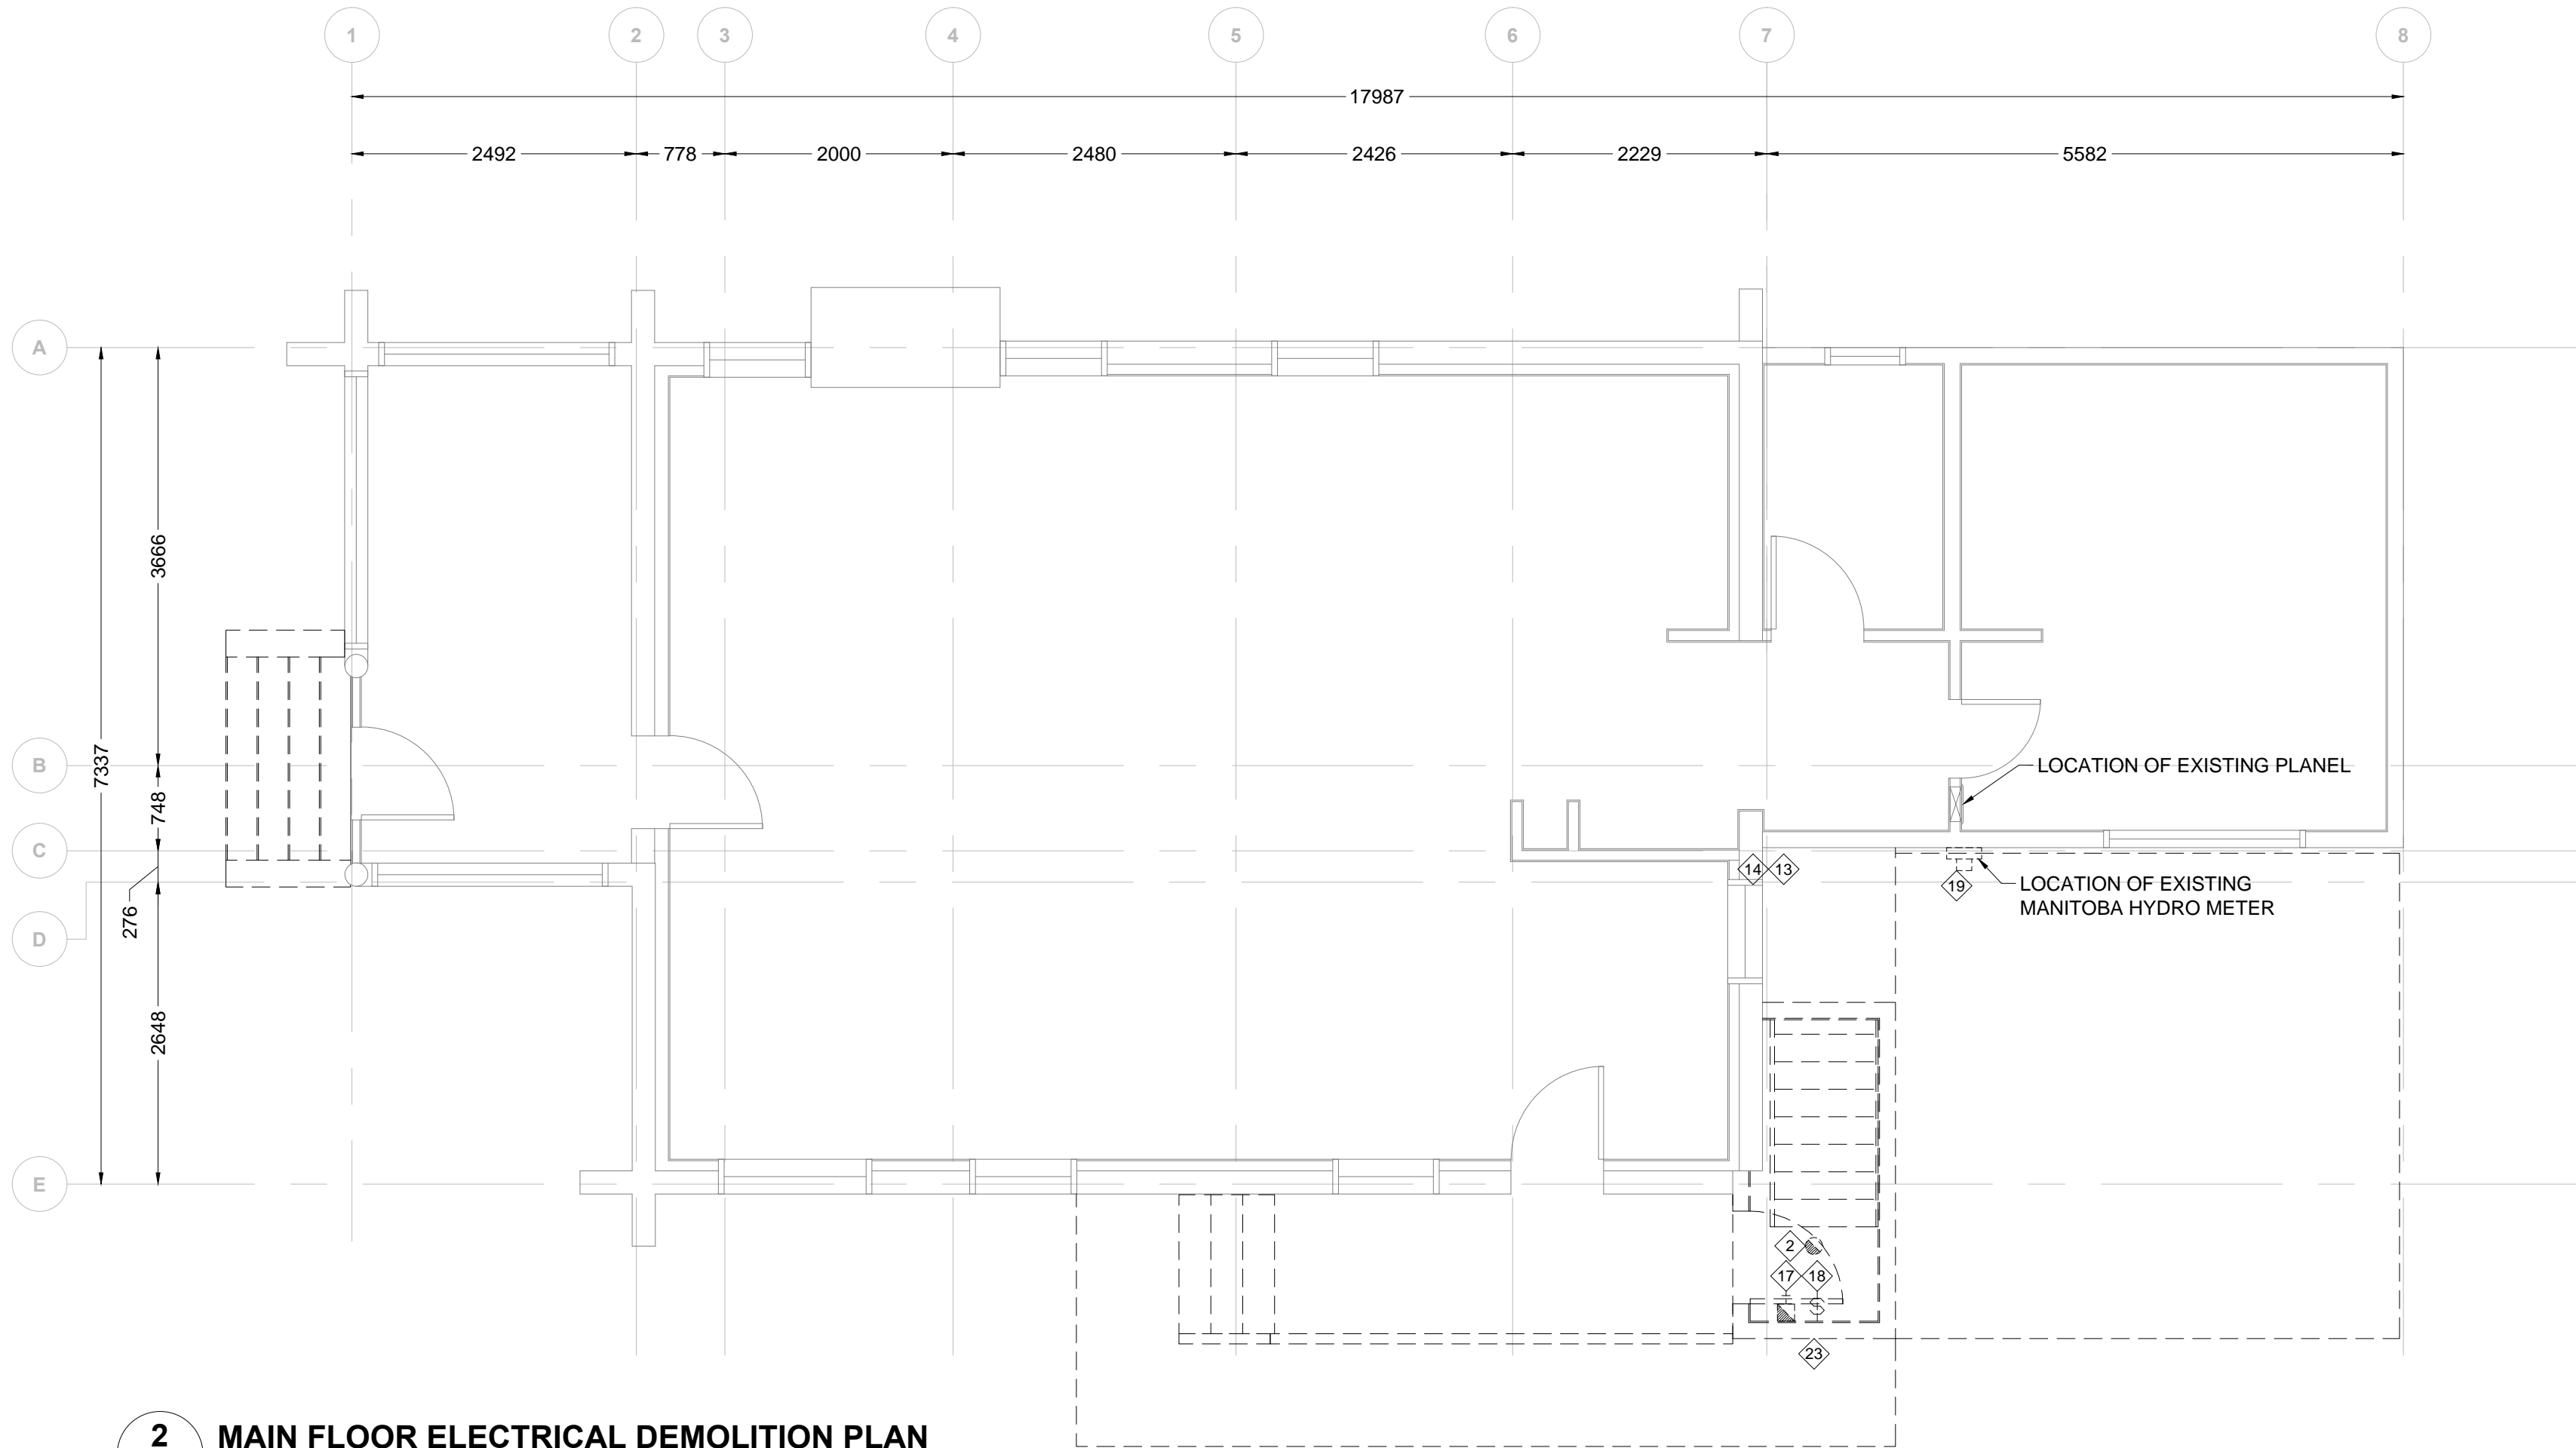 1 2 3 4 5 6 7 8
17987
2492 778 2000 2480 2426 2229 5582
A
3666
B
7337
748
LOCATION OF EXISTING PLANEL
C
14 13
19
LOCATION OF EXISTING
MANITOBA HYDRO METER
276
D
2648
E
2
17 18
S
23
2
MAIN FLOOR ELECTRICAL DEMOLITION PLAN